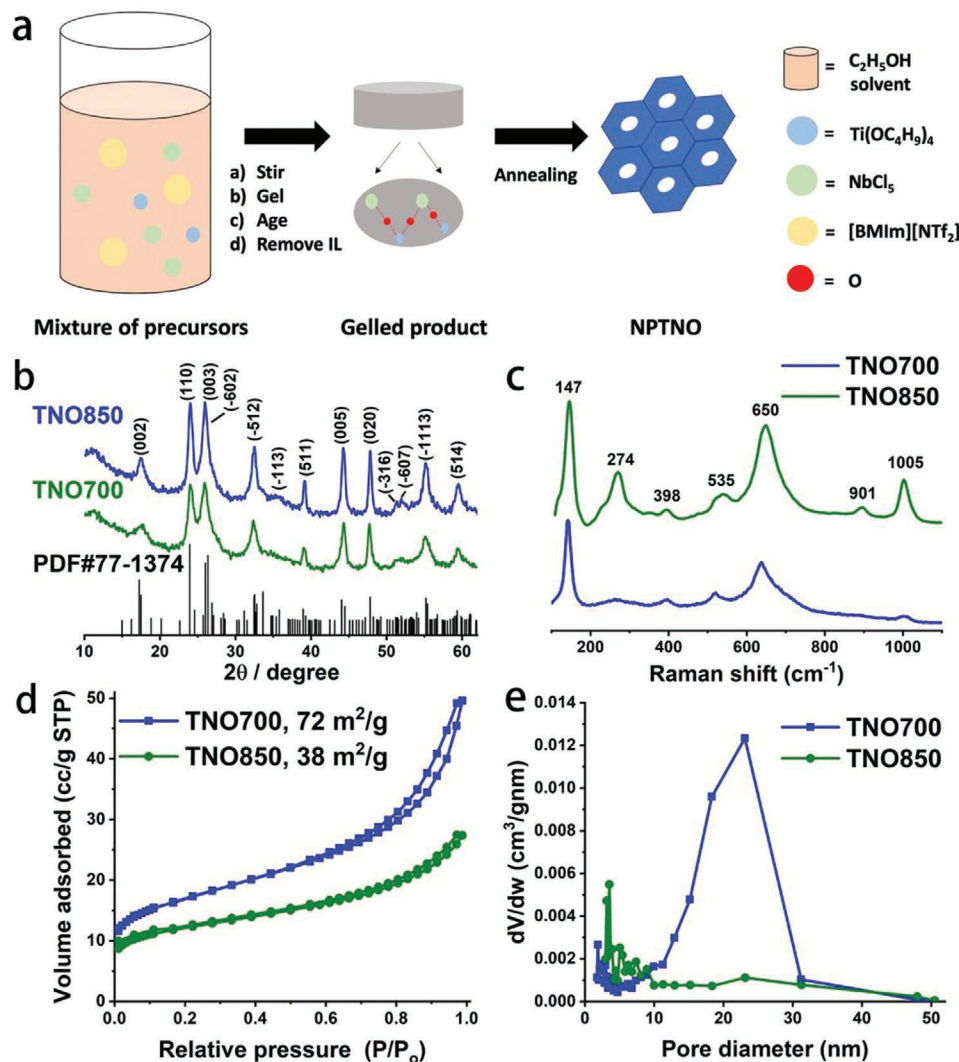 a
a) Stir
b) Gel
c) Age
d) Remove IL
Annealing
= C₂H₅OH
solvent
= Ti(OC₄H₉)₄
= NbCl₅
= [BMIm][NTf₂]
= O
Mixture of precursors
Gelled product
NPTNO
b
TNO850
TNO700
PDF#77-1374
(002)
(110)
(003)
(-602)
(-512)
(-113)
(511)
(005)
(020)
(-316)
(-607)
(-1113)
(514)
10 20 30 40 50 60
2θ / degree
c
TNO700
TNO850
147
274
398
535
650
901
1005
200 400 600 800 1000
Raman shift (cm⁻¹)
d
TNO700, 72 m²/g
TNO850, 38 m²/g
Volume adsorbed (cc/g STP)
50
40
30
20
10
0
0.0 0.2 0.4 0.6 0.8 1.0
Relative pressure (P/Pₒ)
e
TNO700
TNO850
dV/dw (cm³/gnm)
0.014
0.012
0.010
0.008
0.006
0.004
0.002
0.000
0 10 20 30 40 50
Pore diameter (nm)